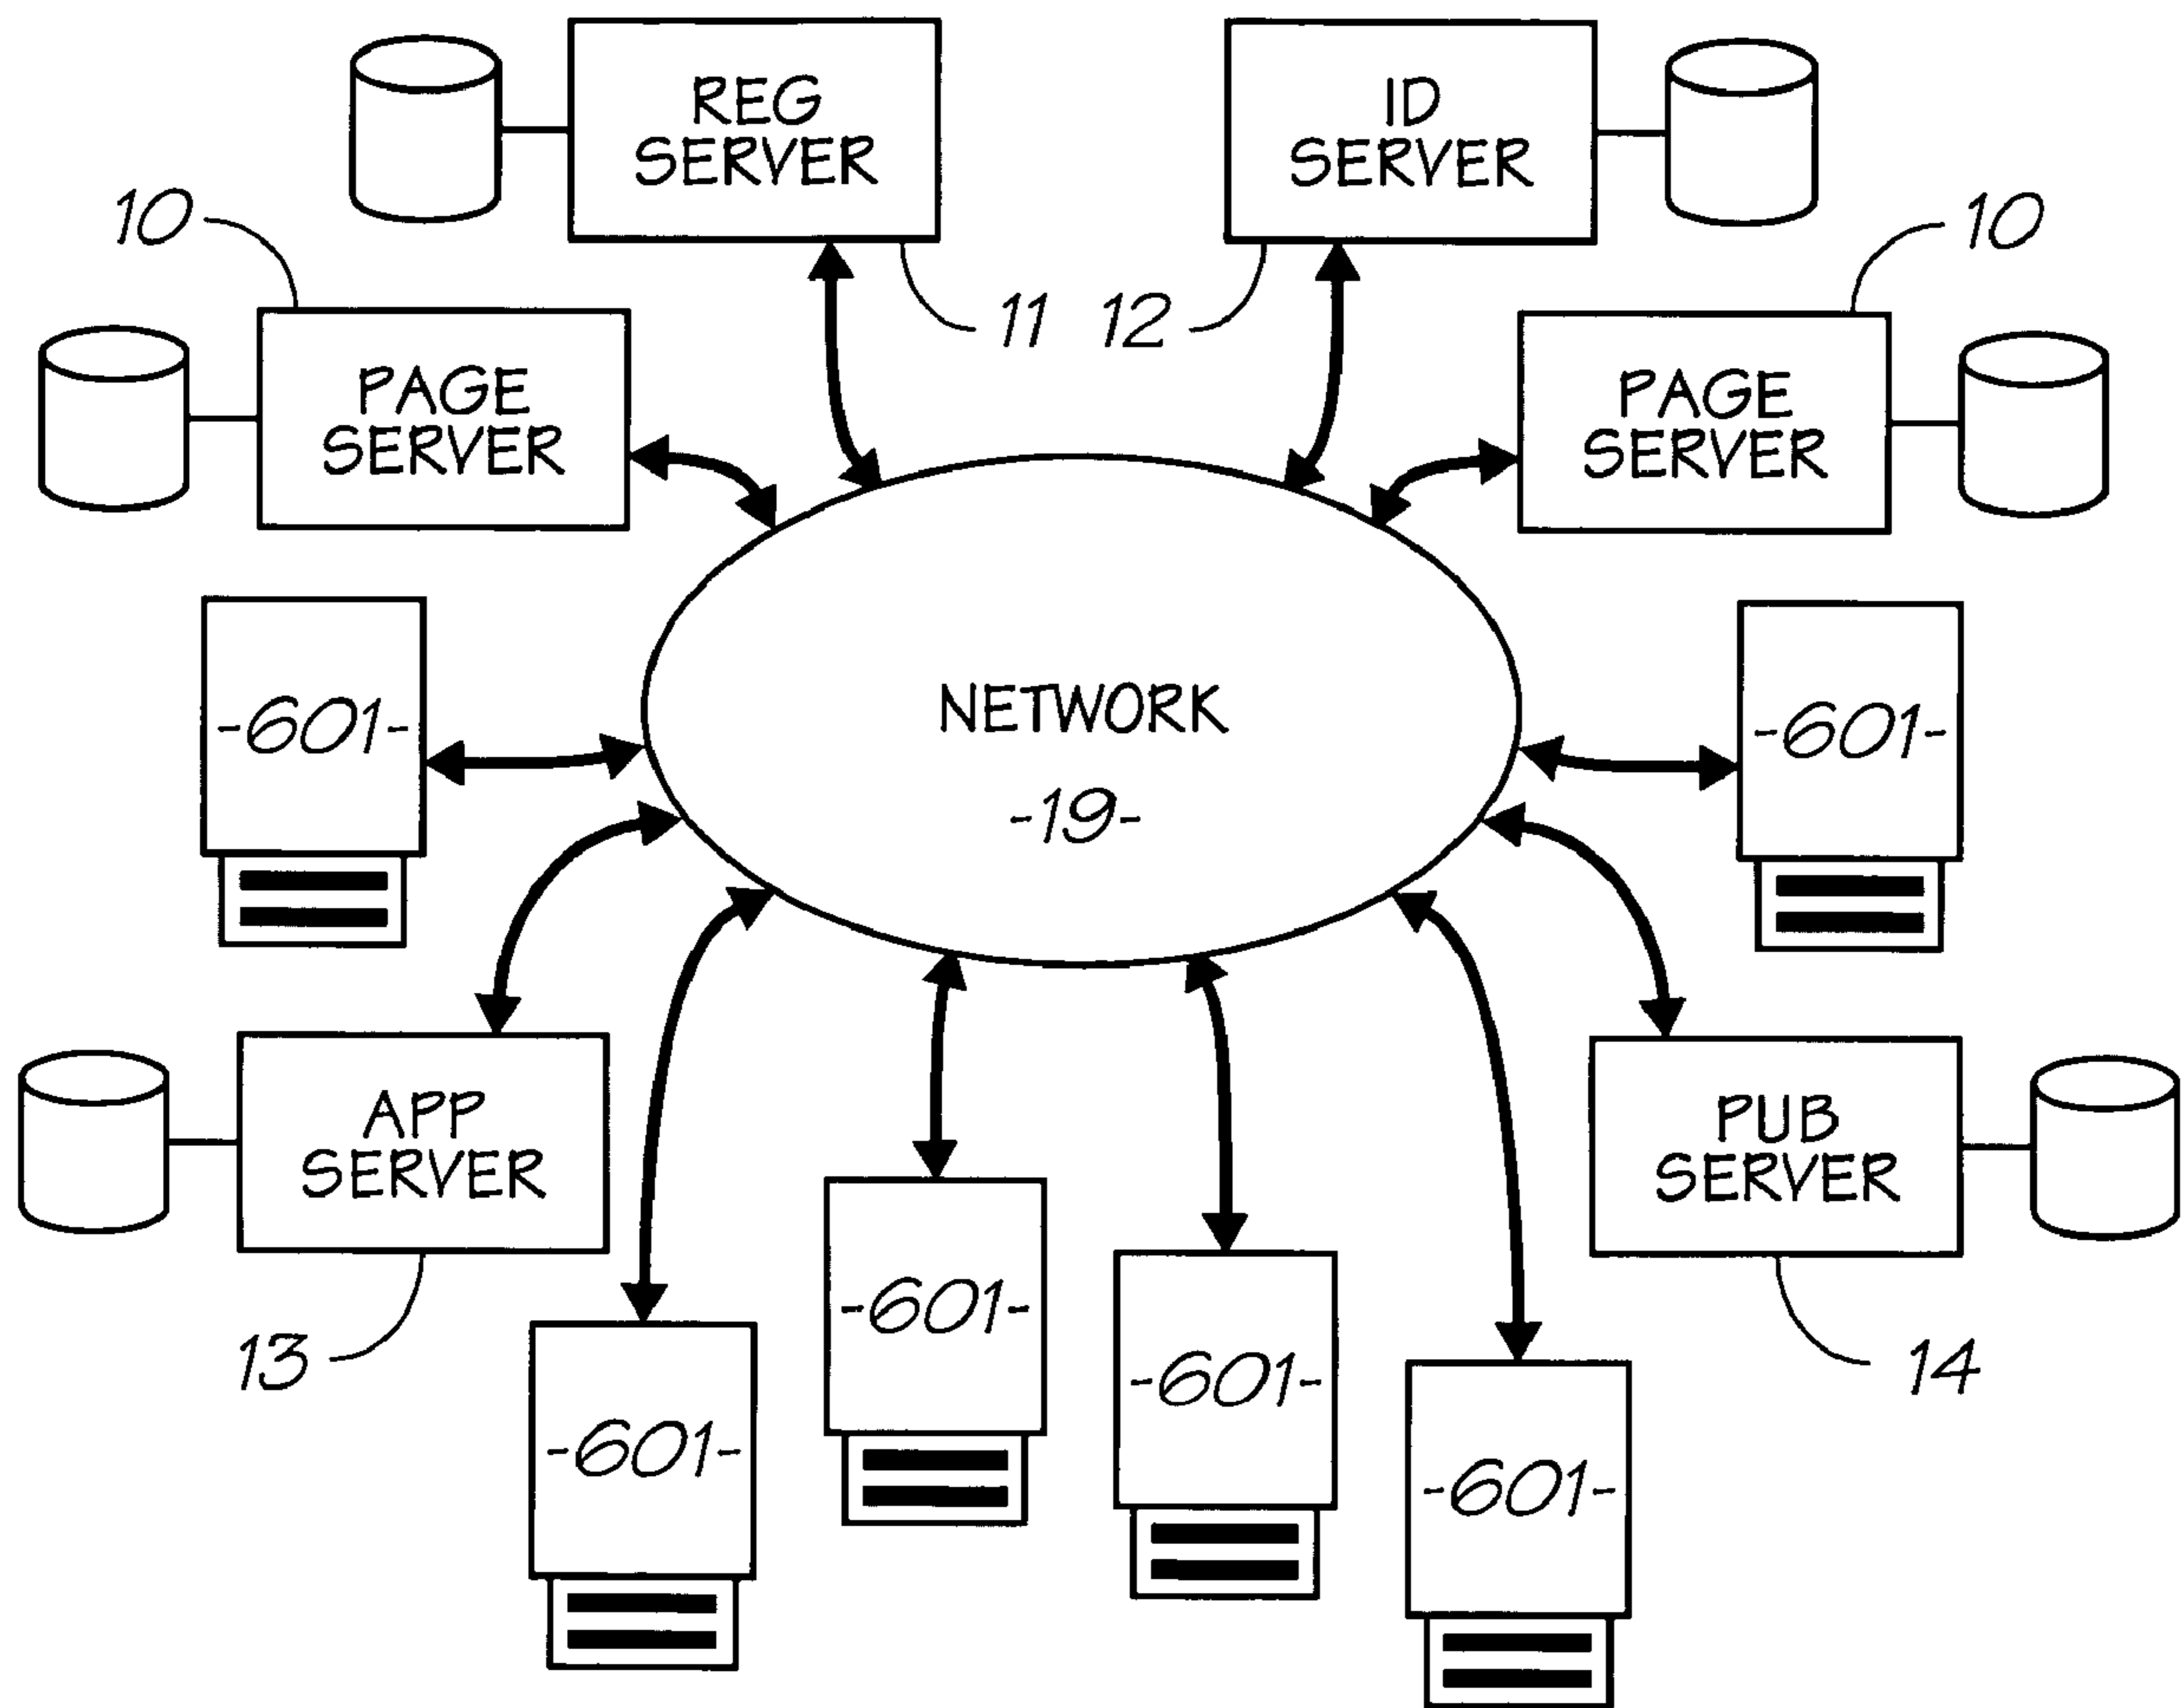 REG
SERVER
ID
SERVER
10
10
11
12
PAGE
SERVER
PAGE
SERVER
-601-
NETWORK
-19-
-601-
APP
SERVER
PUB
SERVER
13
-601-
-601-
-601-
-601-
14